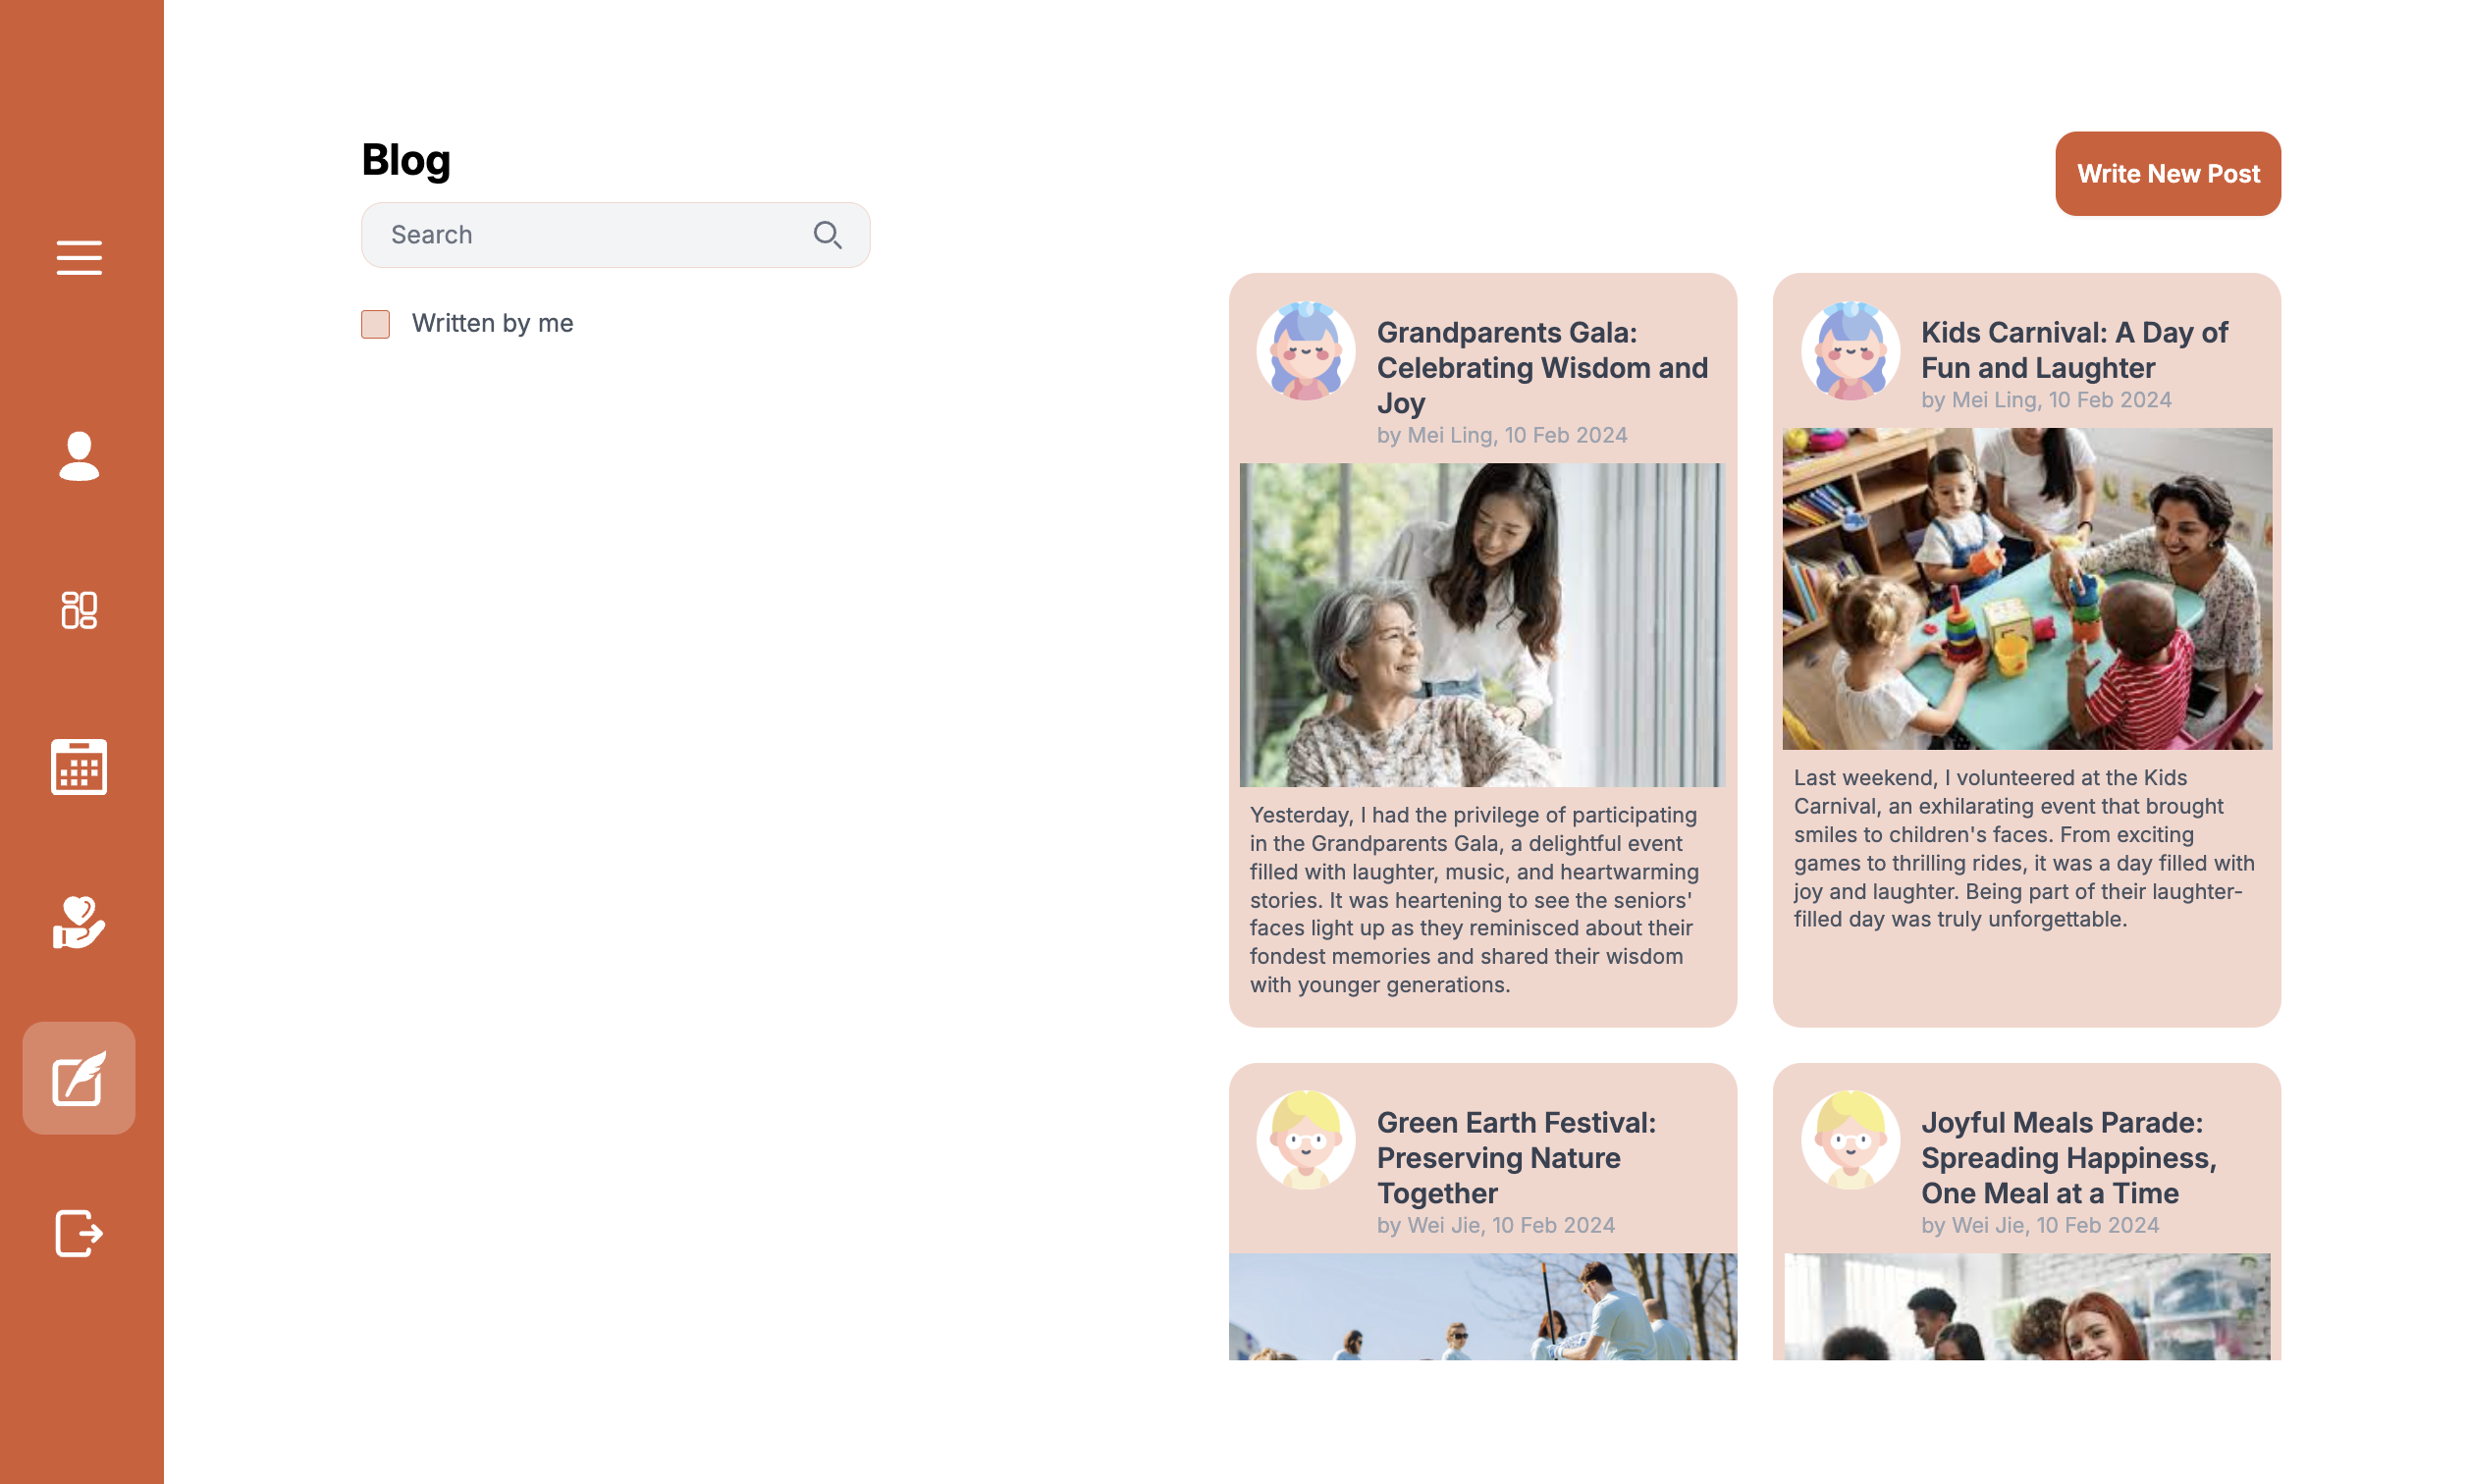 Blog
Write New Post
Search
Written by me
Grandparents Gala:
Celebrating Wisdom and
Joy
by Mei Ling, 10 Feb 2024
Yesterday, I had the privilege of participating
in the Grandparents Gala, a delightful event
filled with laughter, music, and heartwarming
stories. It was heartening to see the seniors'
faces light up as they reminisced about their
fondest memories and shared their wisdom
with younger generations.
Kids Carnival: A Day of
Fun and Laughter
by Mei Ling, 10 Feb 2024
Last weekend, I volunteered at the Kids
Carnival, an exhilarating event that brought
smiles to children's faces. From exciting
games to thrilling rides, it was a day filled with
joy and laughter. Being part of their laughter-
filled day was truly unforgettable.
Green Earth Festival:
Preserving Nature
Together
by Wei Jie, 10 Feb 2024
Joyful Meals Parade:
Spreading Happiness,
One Meal at a Time
by Wei Jie, 10 Feb 2024